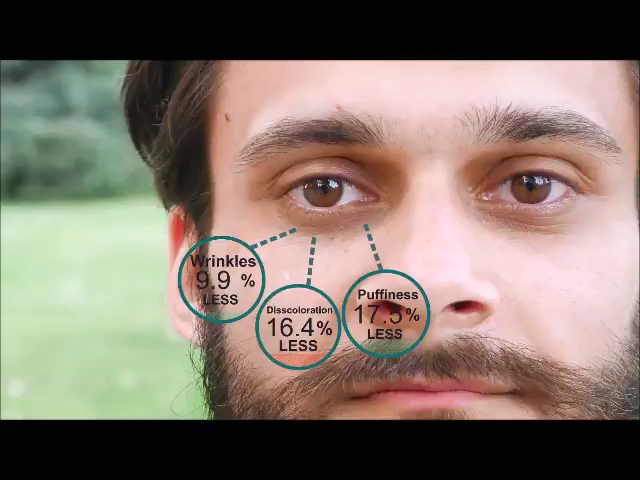 Wrinkles
9.9 %
LESS
Disscoloration
16.4%
LESS
Puffiness
17.5%
LESS